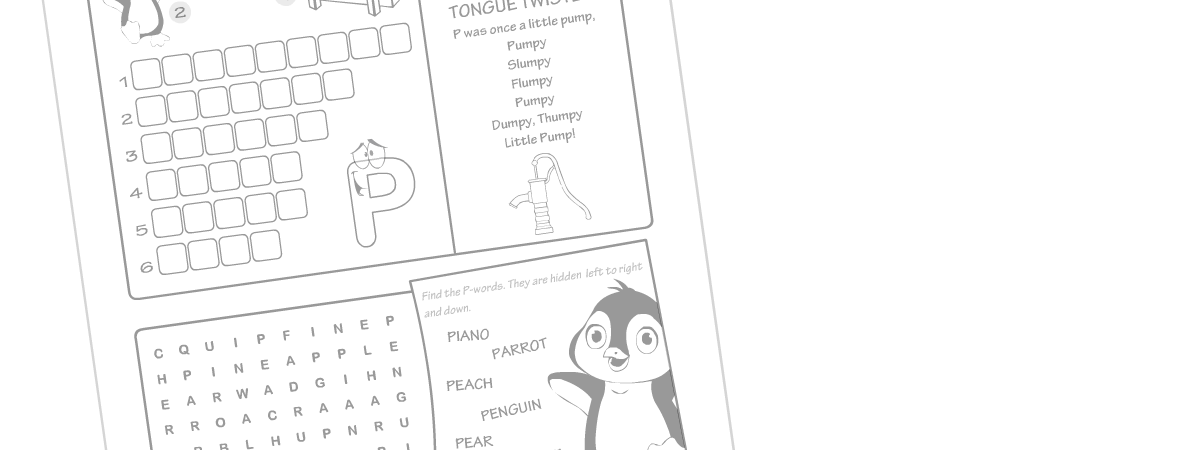 2
TONGUE
P was once a little pump,
Pumpy
Slumpy
Flumpy
Pumpy
Dumpy, Thumpy
Little Pump!
1
2
3
4
5
6
Find the P-words. They are hidden left to right
and down.
C Q U I P F I N E P
H P I N E A P P L E
E A R W A D G I H N
R R O A C R A A A G
B L H U P N R U
PIANO
PARROT
PEACH
PENGUIN
PEAR